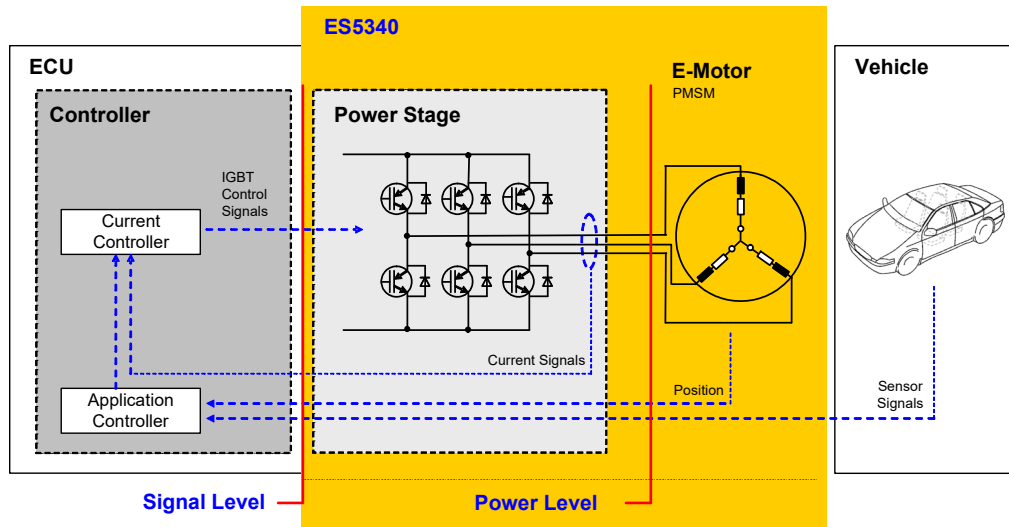 ES5340
ECU
Controller
IGBT
Control
Signals
Current
Controller
Application
Controller
Power Stage
Current Signals
E-Motor
PMSM
Position
Vehicle
Sensor
Signals
Signal Level
Power Level